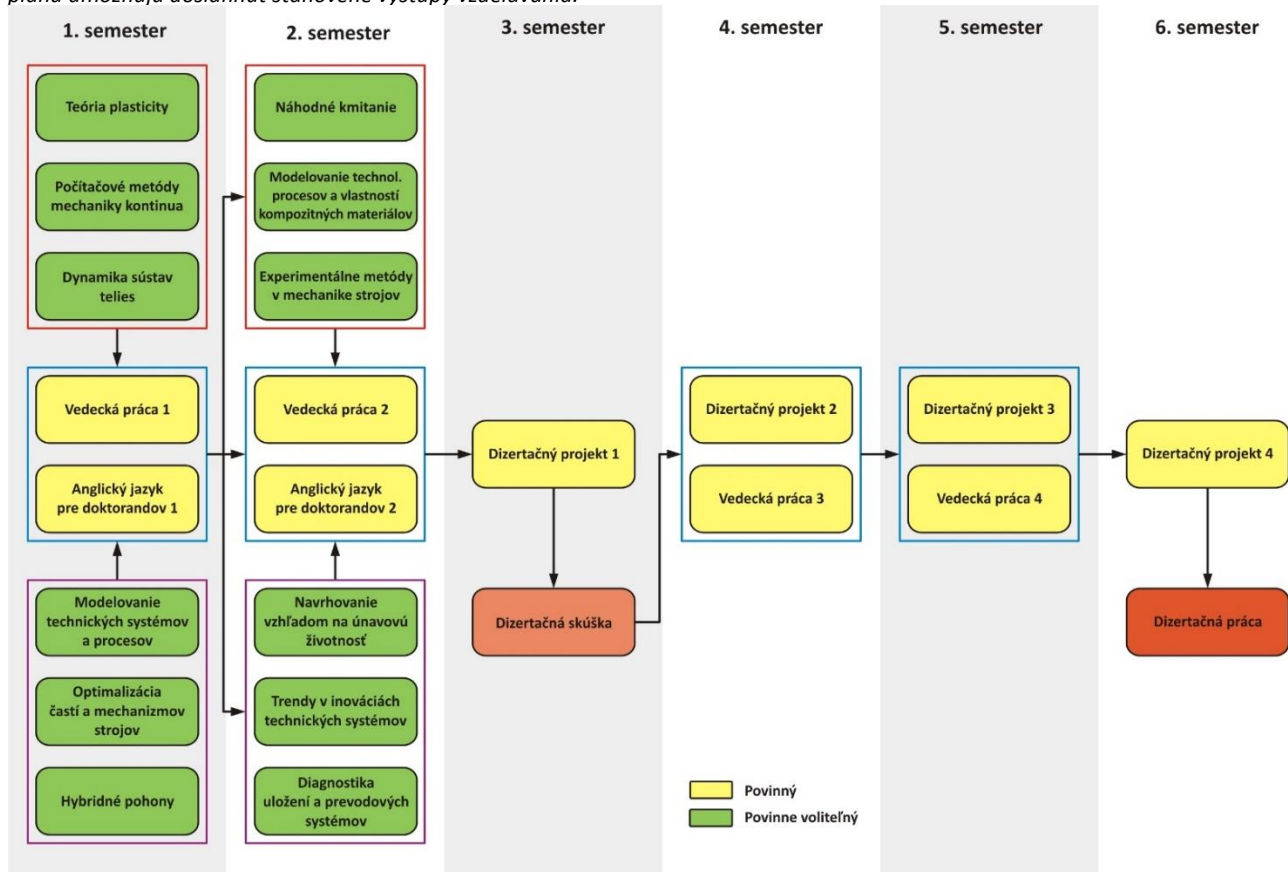 plánu umožňujú dosiahnuť stanovené výstupy vzdelávania.
1. semester
2. semester
3. semester
4. semester
5. semester
6. semester
Teória plasticity
Počítačové metódy
mechaniky kontinua
Dynamika sústav
telies
Náhodné kmitanie
Modelovanie technol.
procesov a vlastností
kompozitných materiálov
Experimentálne metódy
v mechanike strojov
Vedecká práca 1
Anglický jazyk
pre doktorandov 1
Vedecká práca 2
Anglický jazyk
pre doktorandov 2
Dizertačný projekt 1
Dizertačná skúška
Dizertačný projekt 2
Vedecká práca 3
Dizertačný projekt 3
Vedecká práca 4
Dizertačný projekt 4
Dizertačná práca
Modelovanie
technických systémov
a procesov
Optimalizácia
častí a mechanizmov
strojov
Hybridné pohony
Navrhovanie
vzhľadom na únavovú
životnosť
Trendy v inováciách
technických systémov
Diagnostika
uložení a prevodových
systémov
Povinný
Povinne voliteľný